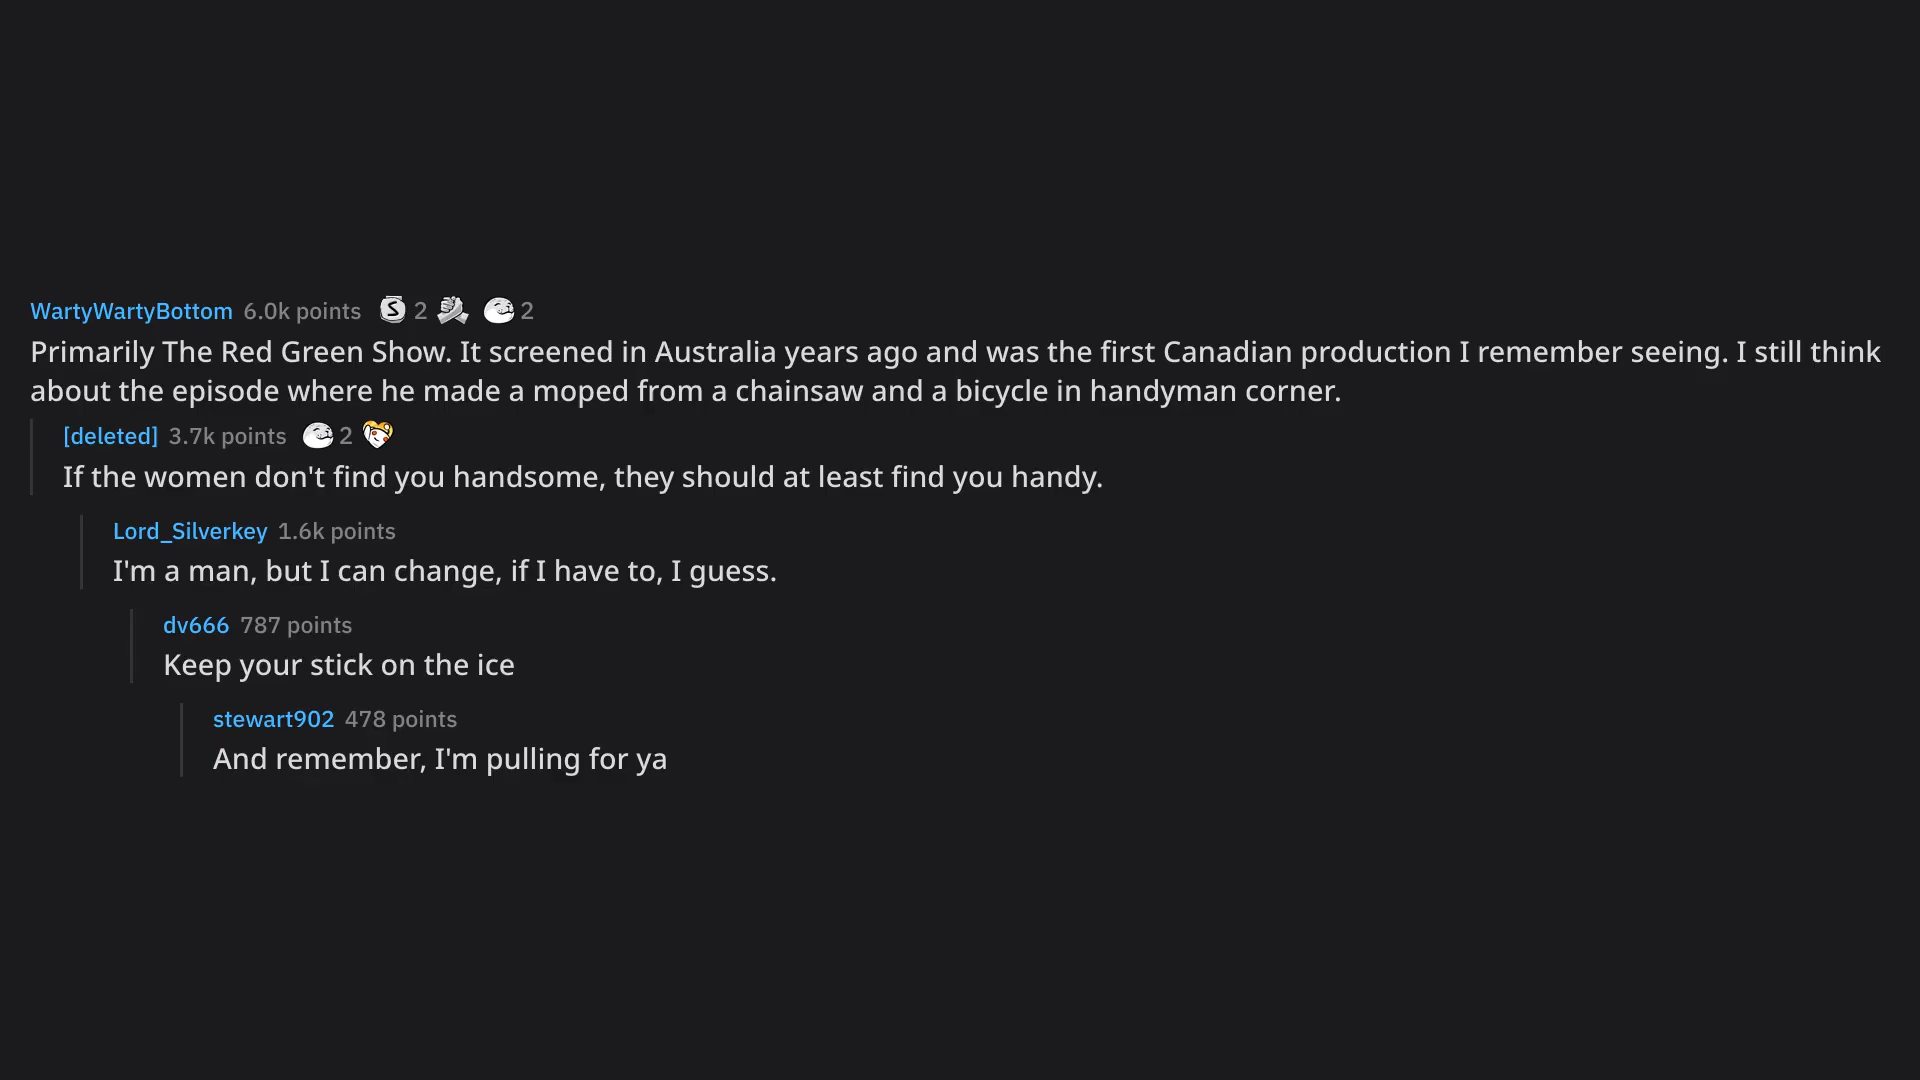 WartyWartyBottom 6.0k points S 2 2
Primarily The Red Green Show. It screened in Australia years ago and was the first Canadian production I remember seeing. I still think
about the episode where he made a moped from a chainsaw and a bicycle in handyman corner.
[deleted] 3.7k points 2
If the women don't find you handsome, they should at least find you handy.
Lord_Silverkey 1.6k points
I'm a man, but I can change, if I have to, I guess.
dv666 787 points
Keep your stick on the ice
stewart902 478 points
And remember, I'm pulling for ya